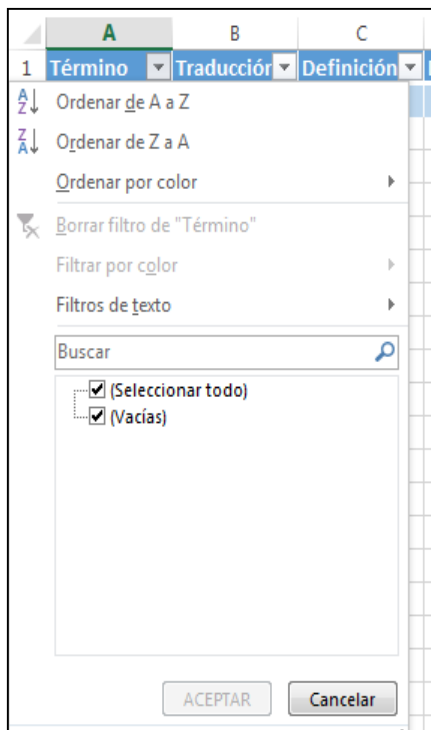 A B C
1 Término Traducción Definición
Ordenar de A a Z
Ordenar de Z a A
Ordenar por color
Borrar filtro de "Término"
Filtrar por color
Filtros de texto
Buscar
(Seleccionar todo)
(Vacías)
ACEPTAR Cancelar